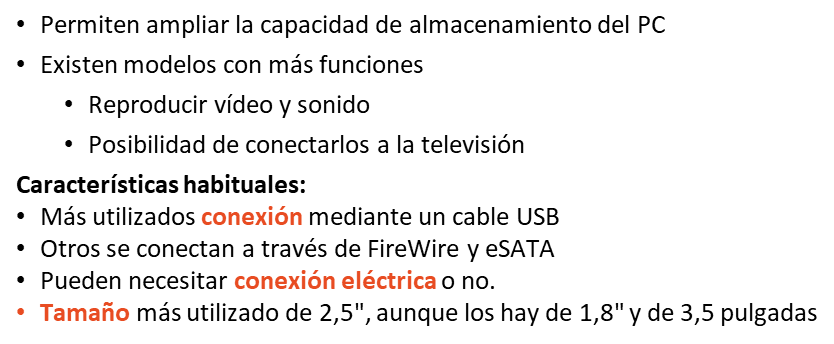 • Permiten ampliar la capacidad de almacenamiento del PC
• Existen modelos con más funciones
• Reproducir vídeo y sonido
• Posibilidad de conectarlos a la televisión
Características habituales:
• Más utilizados conexión mediante un cable USB
• Otros se conectan a través de FireWire y eSATA
• Pueden necesitar conexión eléctrica o no.
• Tamaño más utilizado de 2,5", aunque los hay de 1,8" y de 3,5 pulgadas